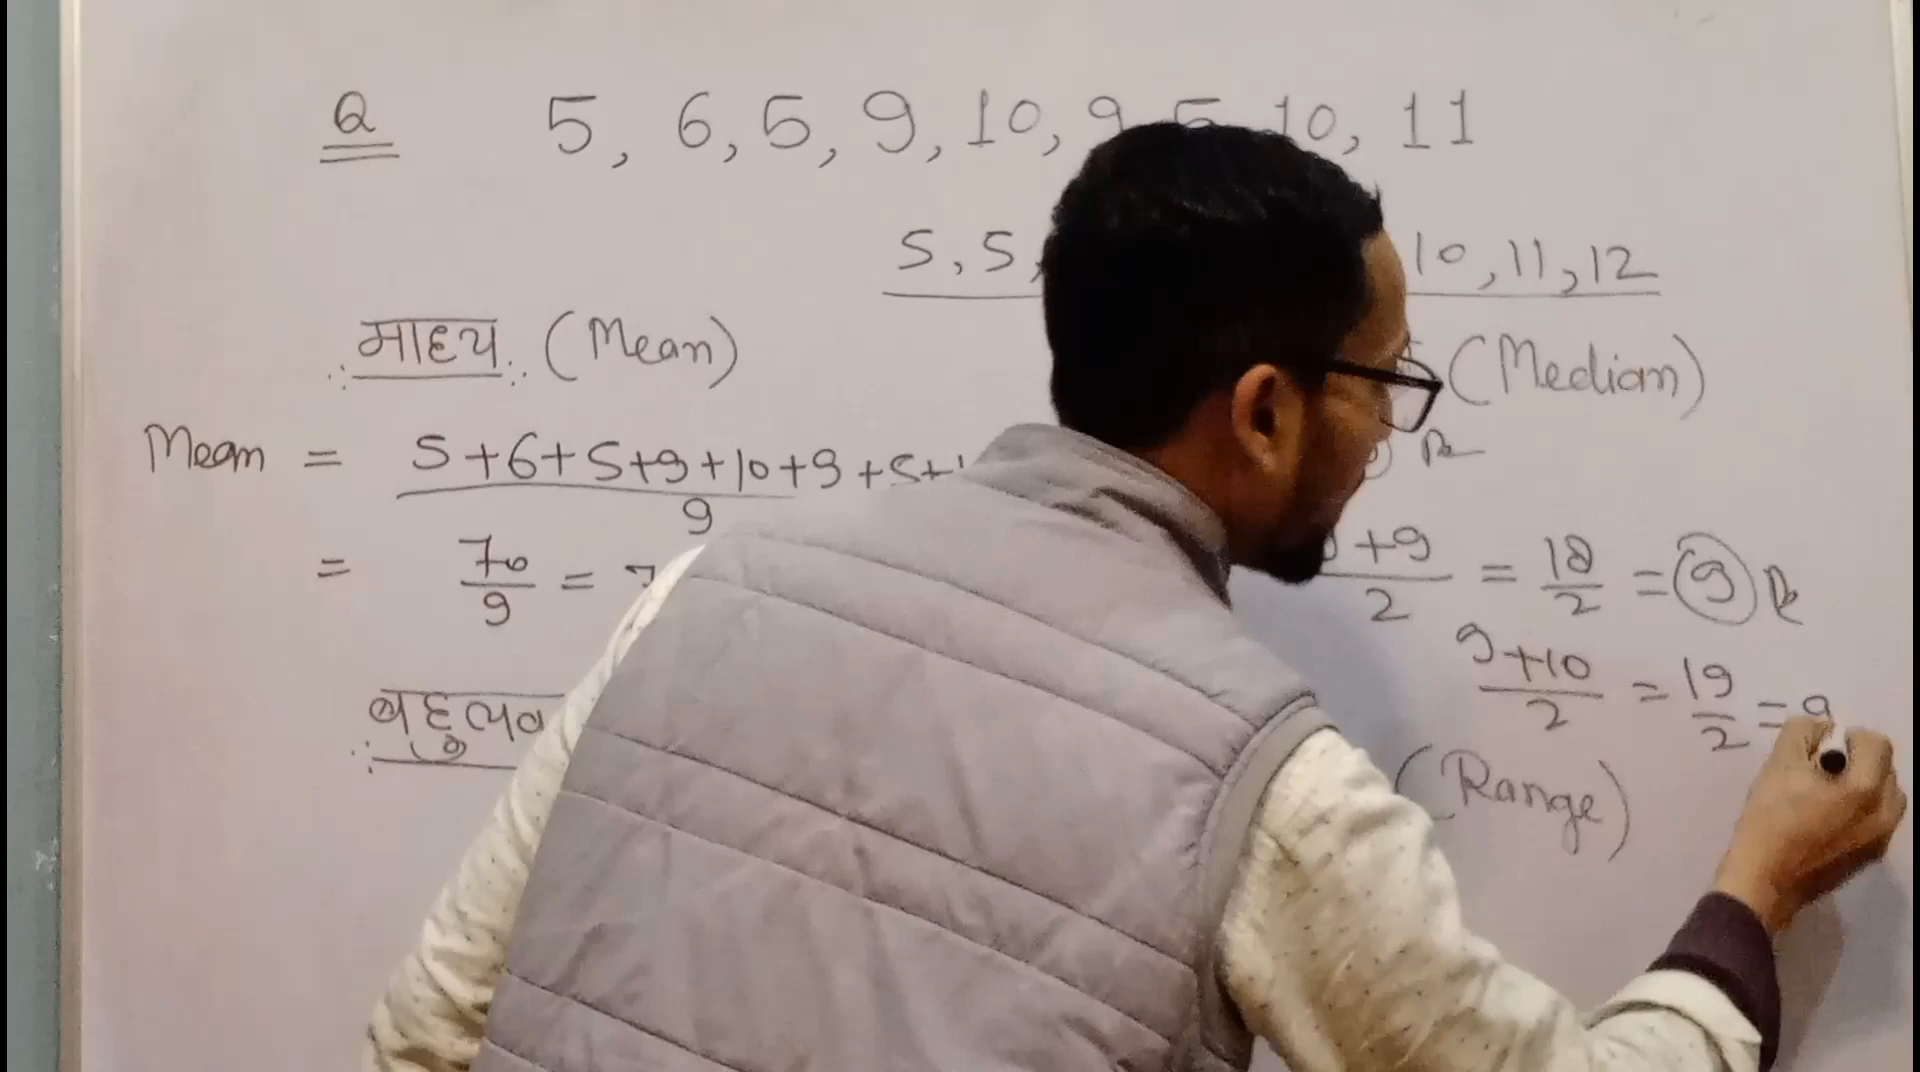 Q 5, 6, 5, 9, 10, 9 5 10, 11
5, 5, 10, 11, 12
माध्य (Mean) (Median)
Mean = 5+6+5+9+10+9+5+
9
= 70/9 = 7
+9/2 = 18/2 = 9
9+10/2 = 19/2 = 9
(Range)